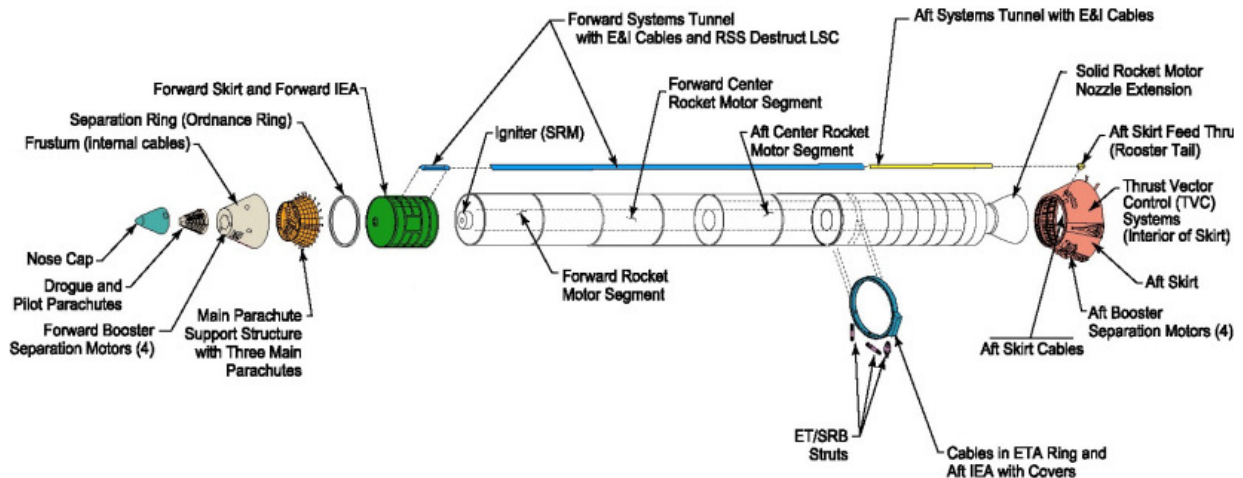 Forward Systems Tunnel
with E&I Cables and RSS Destruct LSC
Aft Systems Tunnel with E&I Cables
Forward Skirt and Forward IEA
Separation Ring (Ordnance Ring)
Frustum (internal cables)
Igniter (SRM)
Forward Center
Rocket Motor Segment
Aft Center Rocket
Motor Segment
Solid Rocket Motor
Nozzle Extension
Aft Skirt Feed Thru
(Rooster Tail)
Thrust Vector
Control (TVC)
Systems
(Interior of Skirt)
Aft Skirt
Aft Booster
Separation Motors (4)
Aft Skirt Cables
Nose Cap
Drogue and
Pilot Parachutes
Forward Booster
Separation Motors (4)
Main Parachute
Support Structure
with Three Main
Parachutes
Forward Rocket
Motor Segment
ET/SRB
Struts
Cables in ETA Ring and
Aft IEA with Covers